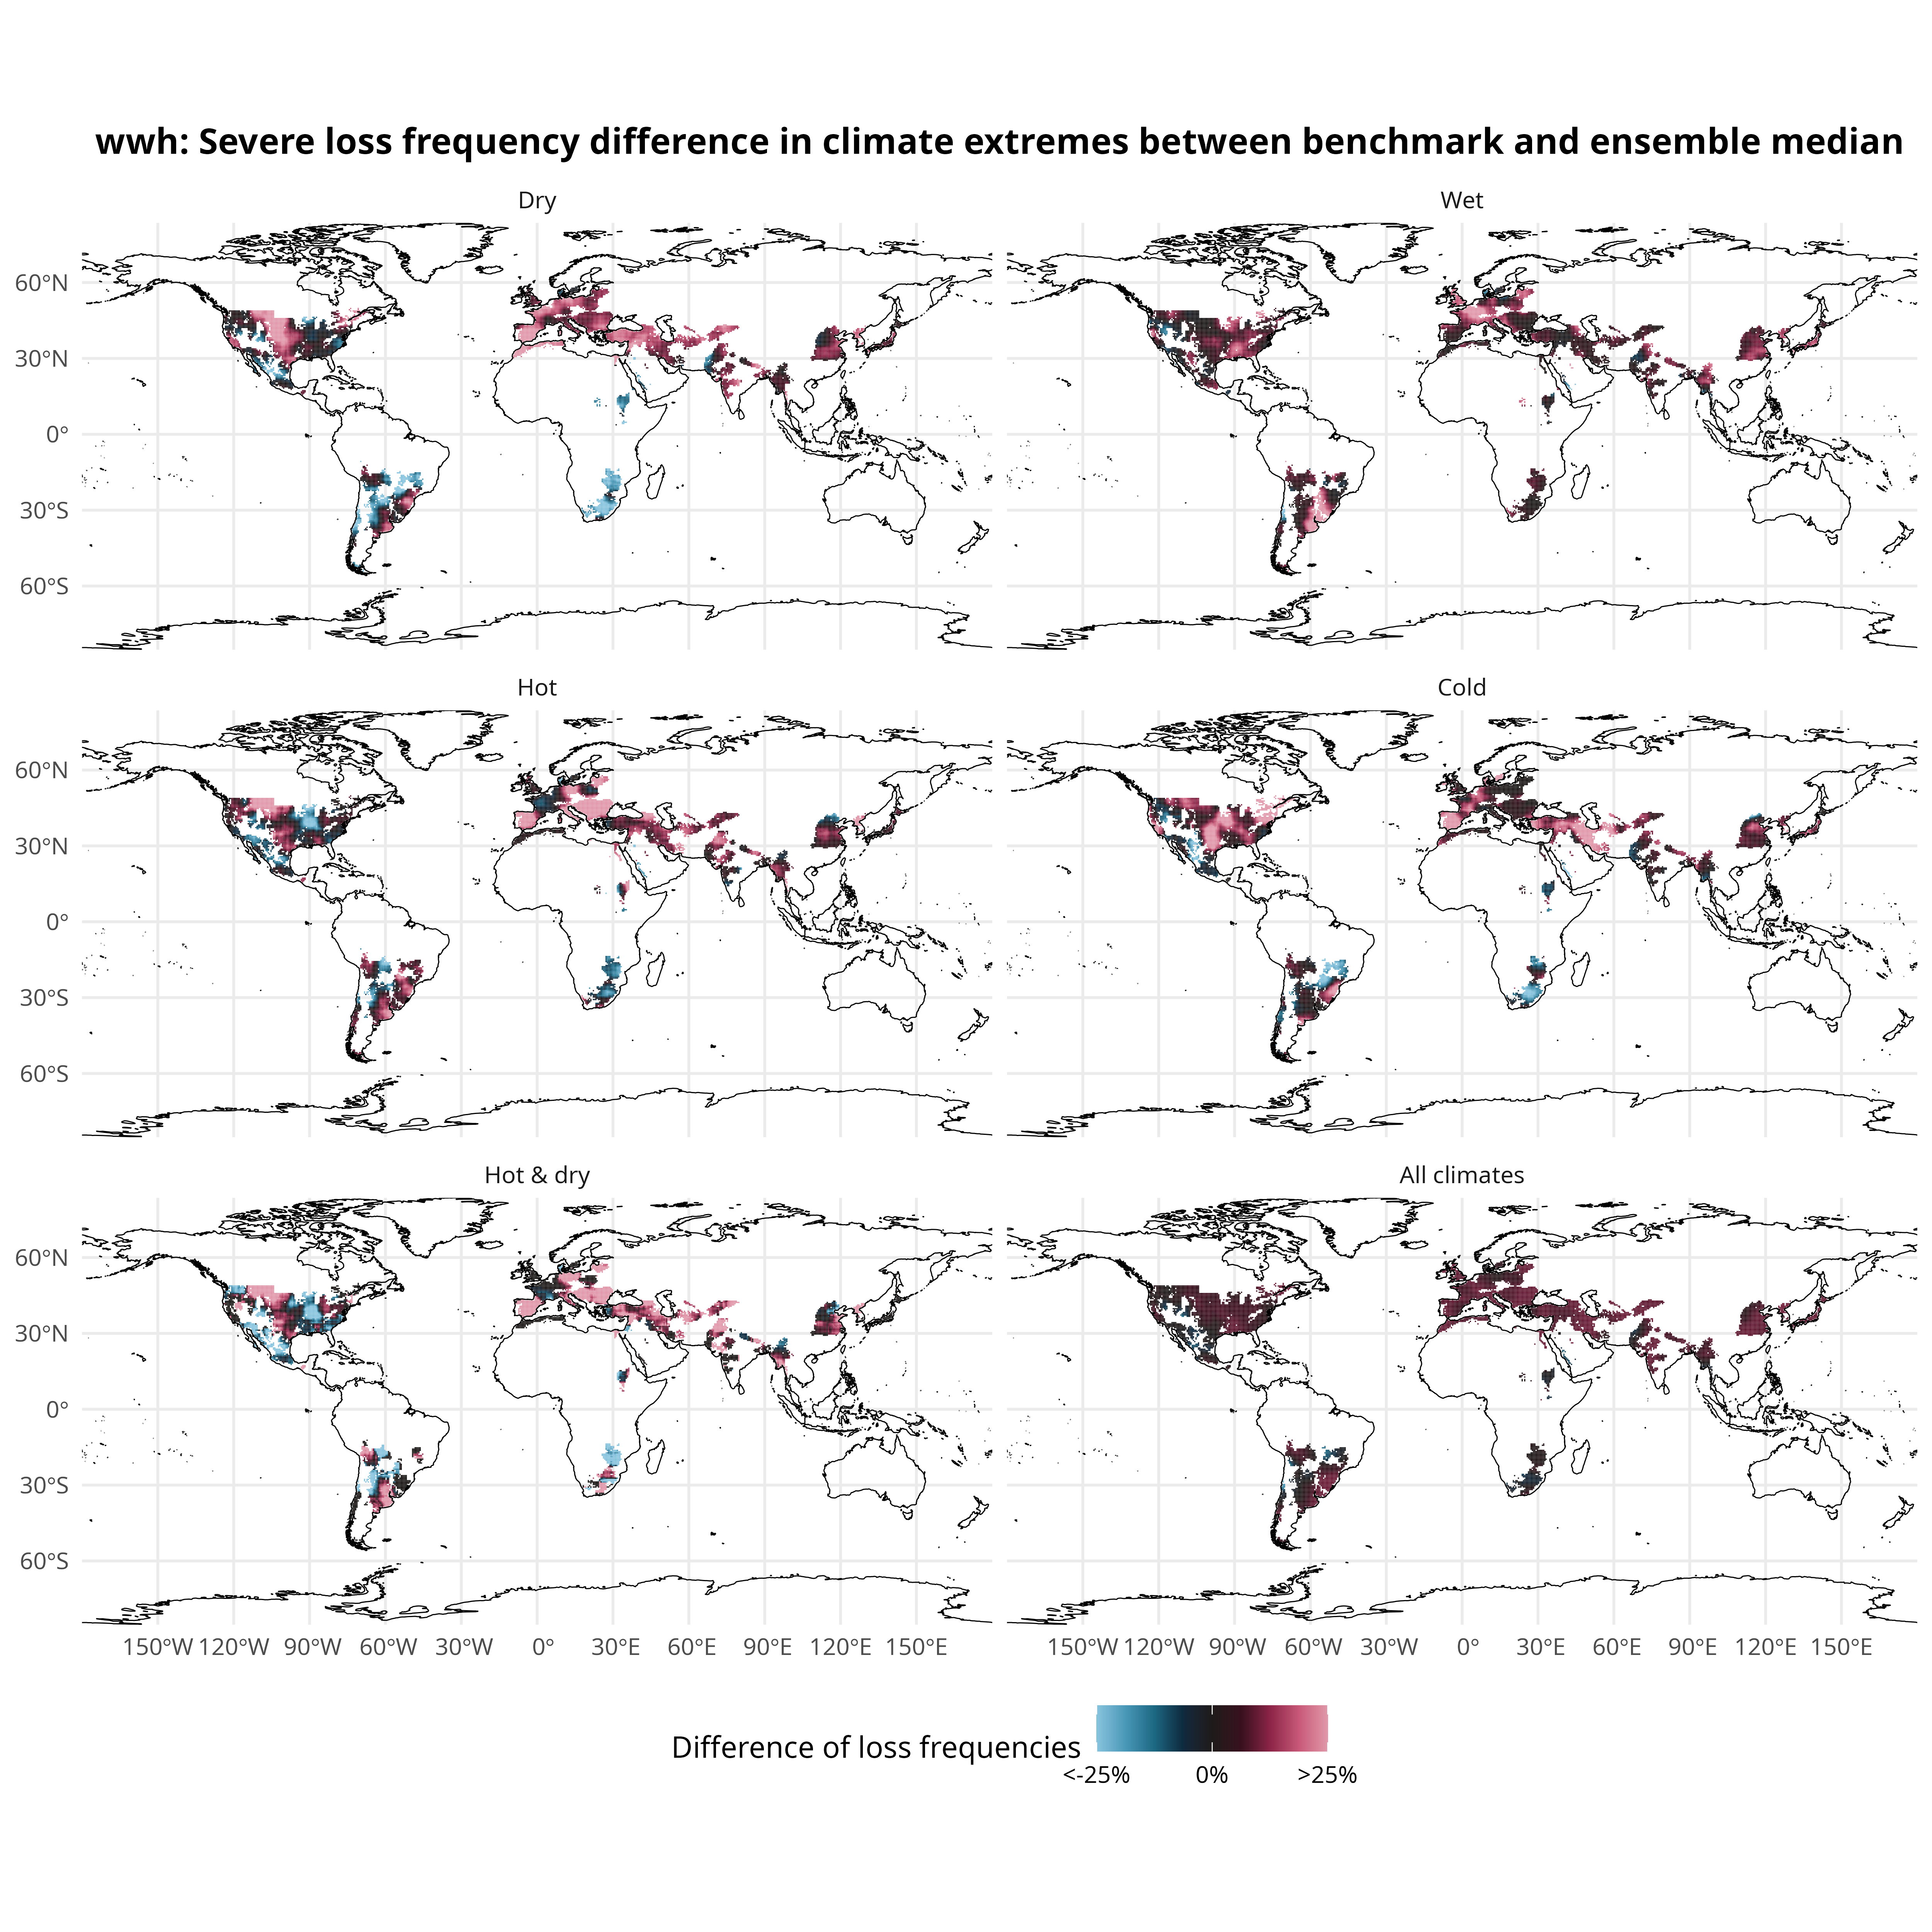 wwh: Severe loss frequency difference in climate extremes between benchmark and ensemble median
Dry
Wet
60°N
30°N
0°
30°S
60°S
Hot
Cold
60°N
30°N
0°
30°S
60°S
Hot & dry
All climates
60°N
30°N
0°
30°S
60°S
150°W 120°W 90°W 60°W 30°W 0° 30°E 60°E 90°E 120°E 150°E
150°W 120°W 90°W 60°W 30°W 0° 30°E 60°E 90°E 120°E 150°E
Difference of loss frequencies
<-25% 0% >25%